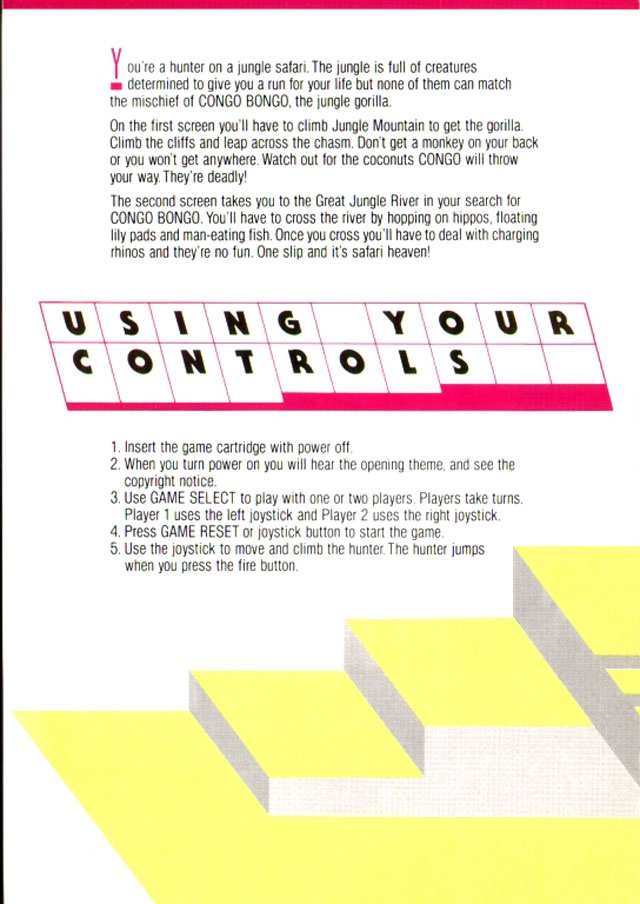 You're a hunter on a jungle safari. The jungle is full of creatures
determined to give you a run for your life but none of them can match
the mischief of CONGO BONGO, the jungle gorilla.
On the first screen you'll have to climb Jungle Mountain to get the gorilla.
Climb the cliffs and leap across the chasm. Don't get a monkey on your back
or you won't get anywhere. Watch out for the coconuts CONGO will throw
your way. They're deadly!
The second screen takes you to the Great Jungle River in your search for
CONGO BONGO. You'll have to cross the river by hopping on hippos, floating
lily pads and man-eating fish. Once you cross you'll have to deal with charging
rhinos and they're no fun. One slip and it's safari heaven!
USING YOUR
CONTROLS
1. Insert the game cartridge with power off.
2. When you turn power on you will hear the opening theme, and see the
copyright notice.
3. Use GAME SELECT to play with one or two players. Players take turns.
Player 1 uses the left joystick and Player 2 uses the right joystick.
4. Press GAME RESET or joystick button to start the game.
5. Use the joystick to move and climb the hunter. The hunter jumps
when you press the fire button.